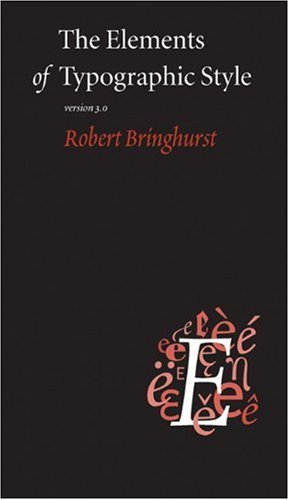 The Elements
of Typographic Style
version 3.0
Robert Bringhurst
E